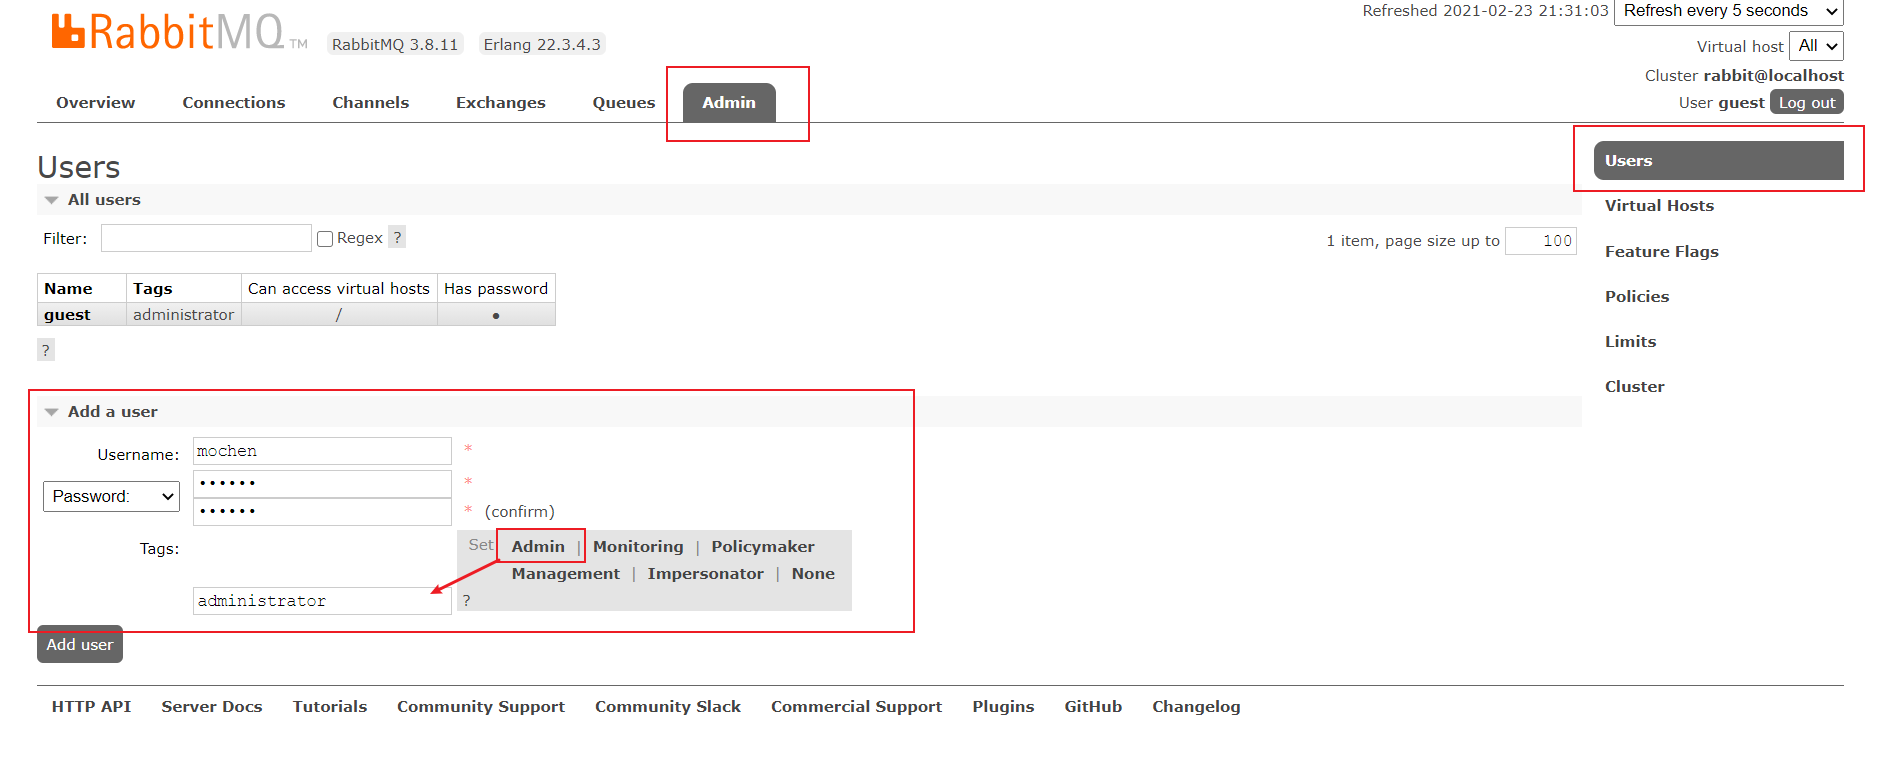 Refreshed 2021-02-23 21:31:03 Refresh every 5 seconds
RabbitMQ TM RabbitMQ 3.8.11 Erlang 22.3.4.3
Virtual host All
Cluster rabbit@localhost
User guest Log out
Overview Connections Channels Exchanges Queues Admin
Users
All users
Filter: Regex ?
1 item, page size up to 100
Name Tags Can access virtual hosts Has password
guest administrator / •
?
Add a user
Username: mochen *
Password: •••••• *
•••••• * (confirm)
Tags:
Set Admin | Monitoring | Policymaker
Management | Impersonator | None
administrator ?
Add user
Users
Virtual Hosts
Feature Flags
Policies
Limits
Cluster
HTTP API Server Docs Tutorials Community Support Community Slack Commercial Support Plugins GitHub Changelog